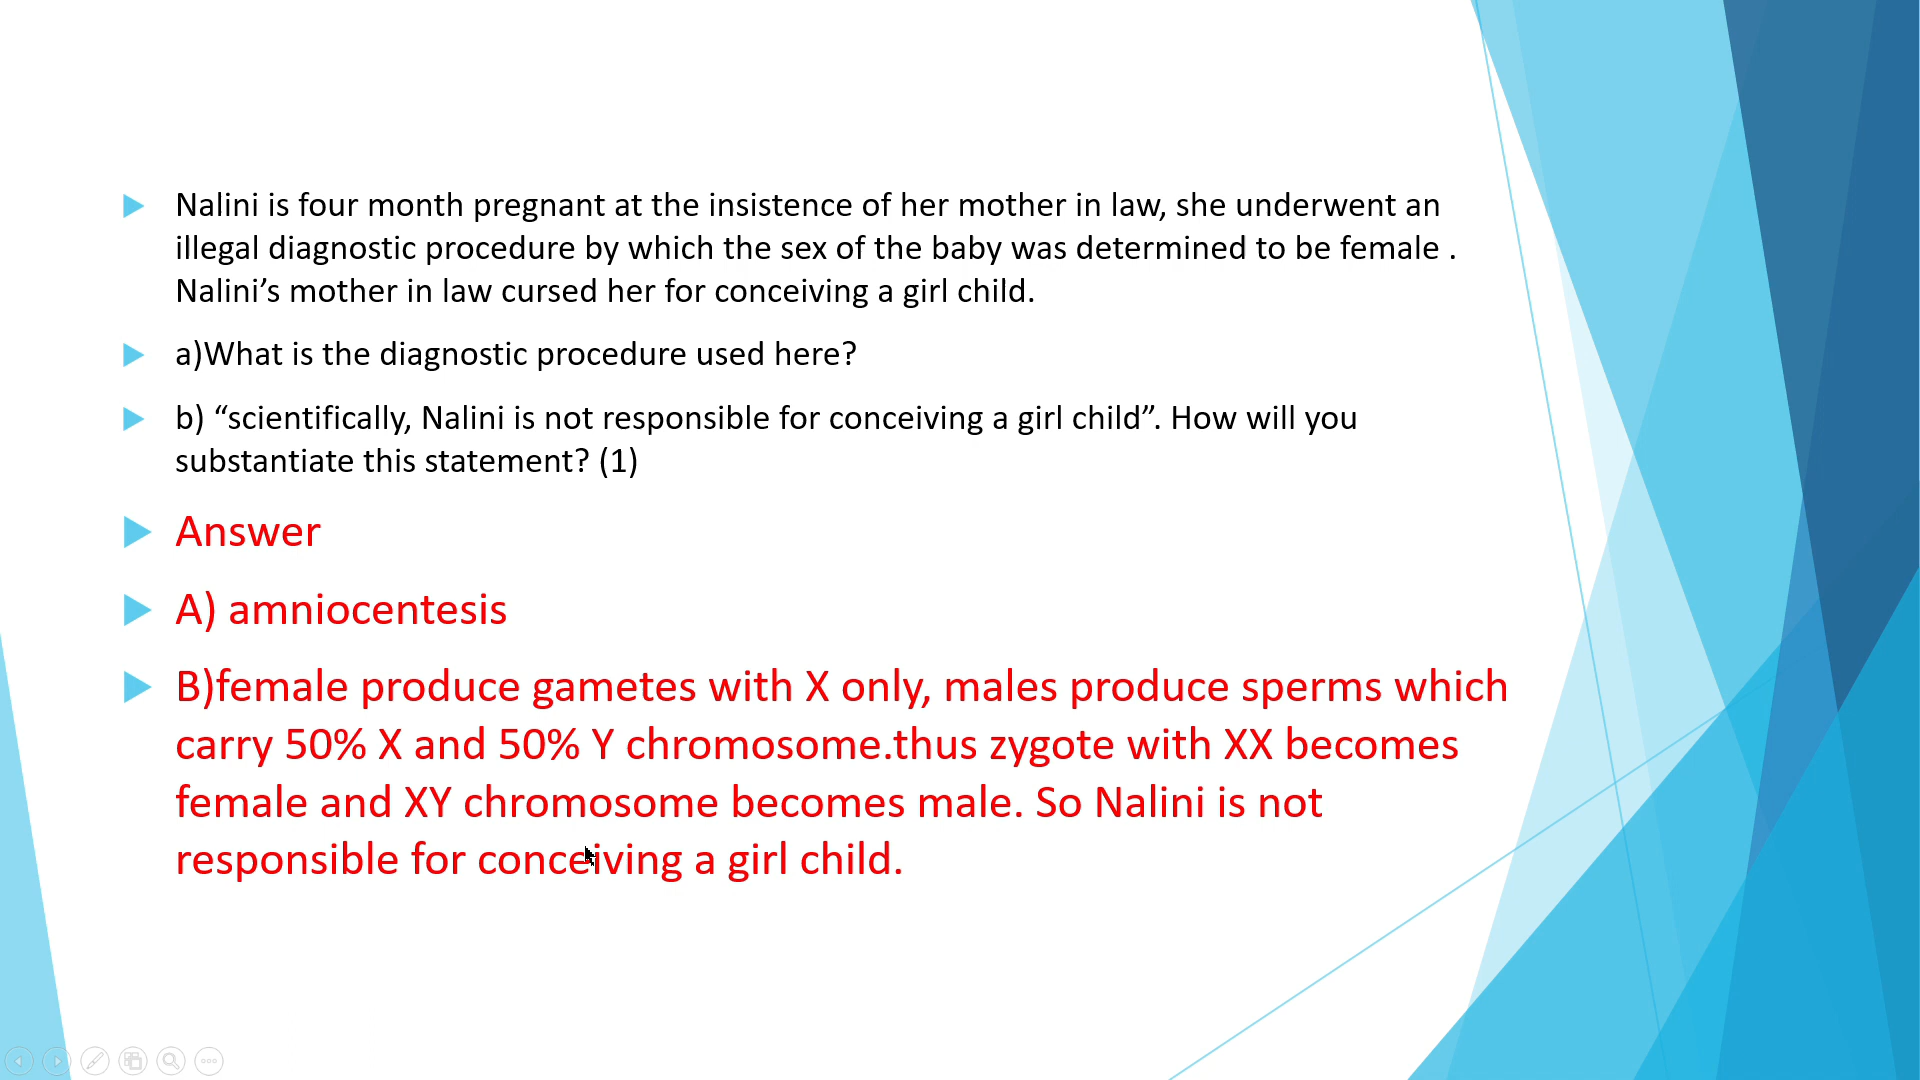 Nalini is four month pregnant at the insistence of her mother in law, she underwent an
illegal diagnostic procedure by which the sex of the baby was determined to be female .
Nalini’s mother in law cursed her for conceiving a girl child.
a)What is the diagnostic procedure used here?
b) “scientifically, Nalini is not responsible for conceiving a girl child”. How will you
substantiate this statement? (1)
Answer
A) amniocentesis
B)female produce gametes with X only, males produce sperms which
carry 50% X and 50% Y chromosome.thus zygote with XX becomes
female and XY chromosome becomes male. So Nalini is not
responsible for conceiving a girl child.